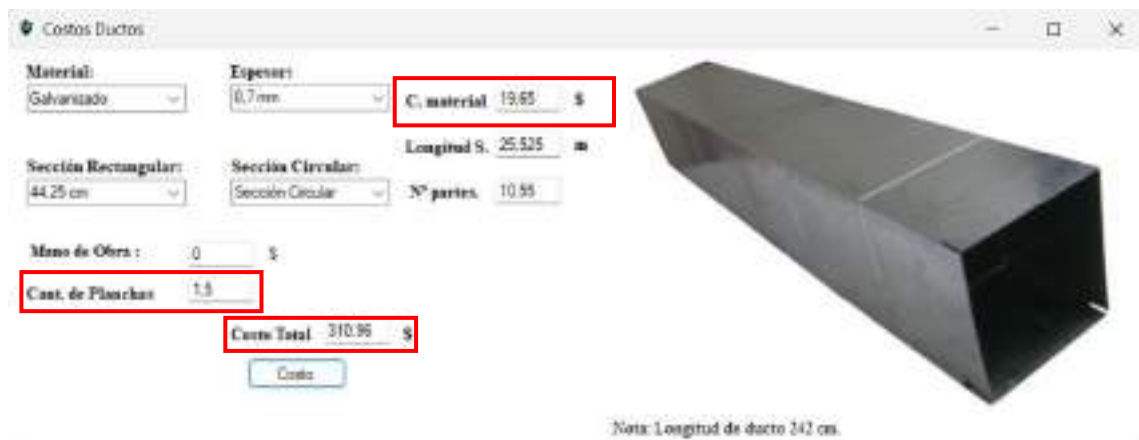 Costos Ductos
Material: Espesor:
Galvanizado 0,7 mm C. material 19.65 $
Longitud S. 25.525 m
Sección Rectangular: Sección Circular:
44.25 cm Sección Circular Nº partes. 10.95
Mano de Obra : 0 $
Cant. de Planchas 1,5
Costo Total 310.96 $
Costo
Nota: Longitud de ducto 242 cm.